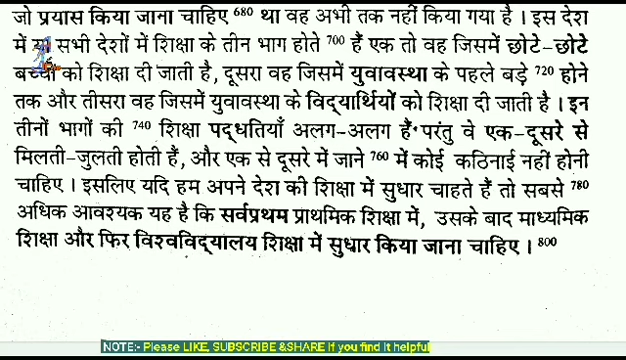 जो प्रयास किया जाना चाहिए 680 था वह अभी तक नहीं किया गया है । इस देश
में सभी देशों में शिक्षा के तीन भाग होते 700 हैं एक तो वह जिसमें छोटे-छोटे
बच्चों को शिक्षा दी जाती है, दूसरा वह जिसमें युवावस्था के पहले बड़े 720 होने
तक और तीसरा वह जिसमें युवावस्था के विद्यार्थियों को शिक्षा दी जाती है । इन
तीनों भागों की 740 शिक्षा पद्धतियाँ अलग-अलग हैं परंतु वे एक-दूसरे से
मिलती-जुलती होती हैं, और एक से दूसरे में जाने 760 में कोई कठिनाई नहीं होनी
चाहिए । इसलिए यदि हम अपने देश की शिक्षा में सुधार चाहते हैं तो सबसे 780
अधिक आवश्यक यह है कि सर्वप्रथम प्राथमिक शिक्षा में, उसके बाद माध्यमिक
शिक्षा और फिर विश्वविद्यालय शिक्षा में सुधार किया जाना चाहिए । 800
NOTE:- Please LIKE, SUBSCRIBE &SHARE if you find it helpful